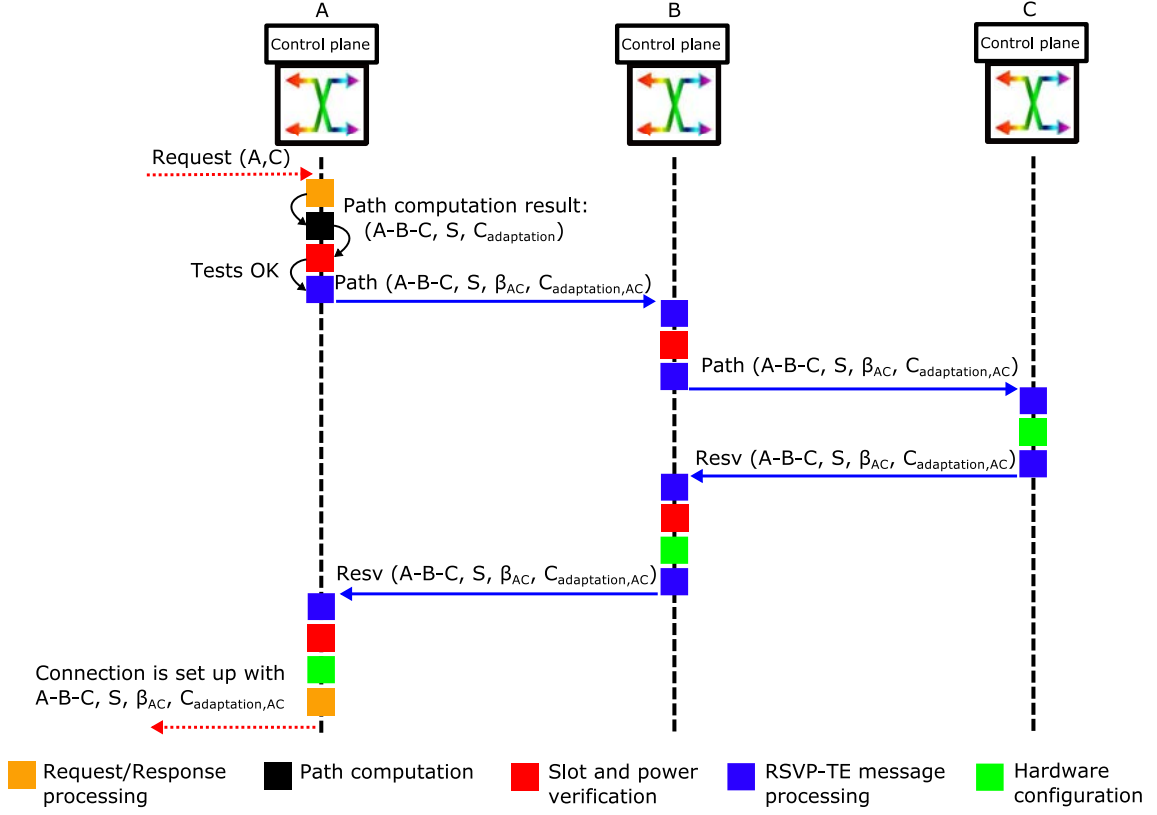 A
B
C
Control plane
Control plane
Control plane
Request (A,C)
Path computation result:
(A-B-C, S, Cadaptation)
Tests OK
Path (A-B-C, S, βAC, Cadaptation,AC)
Path (A-B-C, S, βAC, Cadaptation,AC)
Resv (A-B-C, S, βAC, Cadaptation,AC)
Resv (A-B-C, S, βAC, Cadaptation,AC)
Connection is set up with
A-B-C, S, βAC, Cadaptation,AC
Request/Response
processing
Path computation
Slot and power
verification
RSVP-TE message
processing
Hardware
configuration